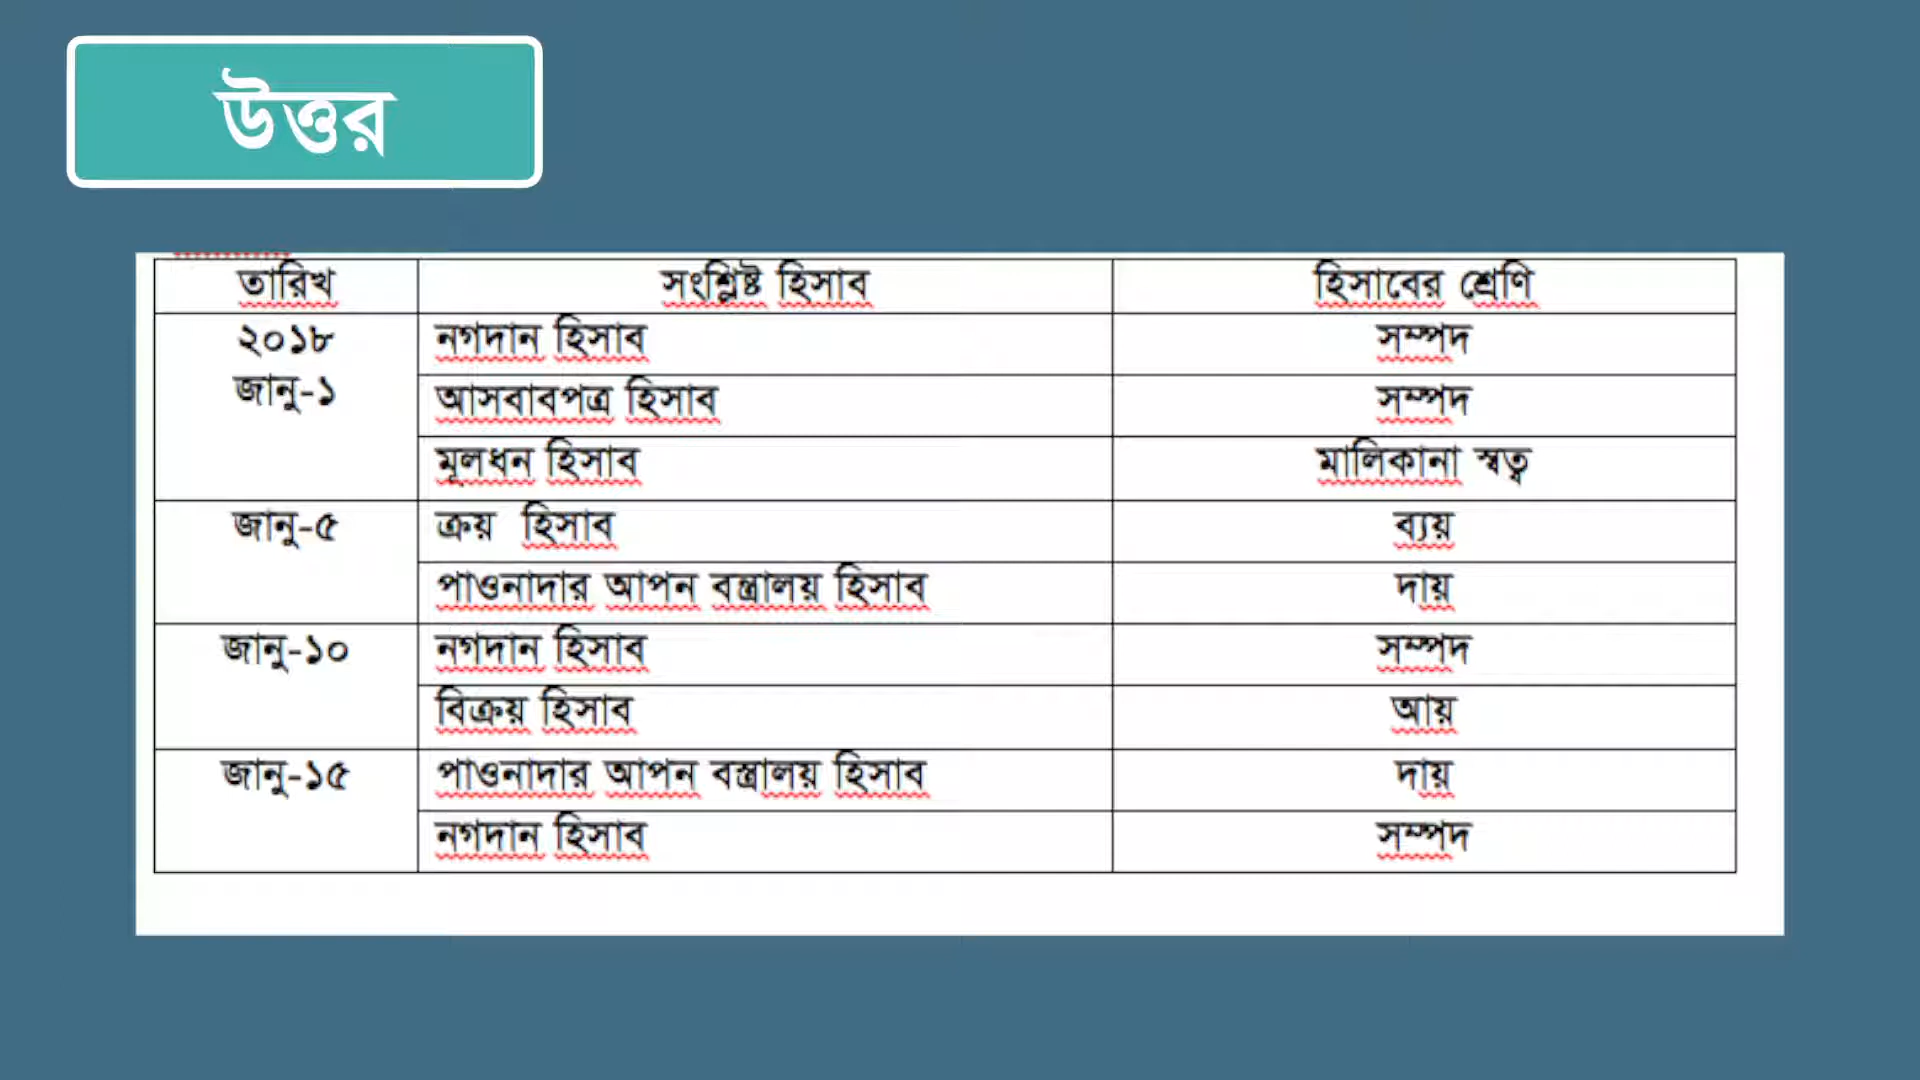 উত্তর
তারিখ সংশ্লিষ্ট হিসাব হিসাবের শ্রেণি
২০১৮ নগদান হিসাব সম্পদ
জানু-১ আসবাবপত্র হিসাব সম্পদ
মূলধন হিসাব মালিকানা স্বত্ব
জানু-৫ ক্রয় হিসাব ব্যয়
পাওনাদার আপন বস্ত্রালয় হিসাব দায়
জানু-১০ নগদান হিসাব সম্পদ
বিক্রয় হিসাব আয়
জানু-১৫ পাওনাদার আপন বস্ত্রালয় হিসাব দায়
নগদান হিসাব সম্পদ